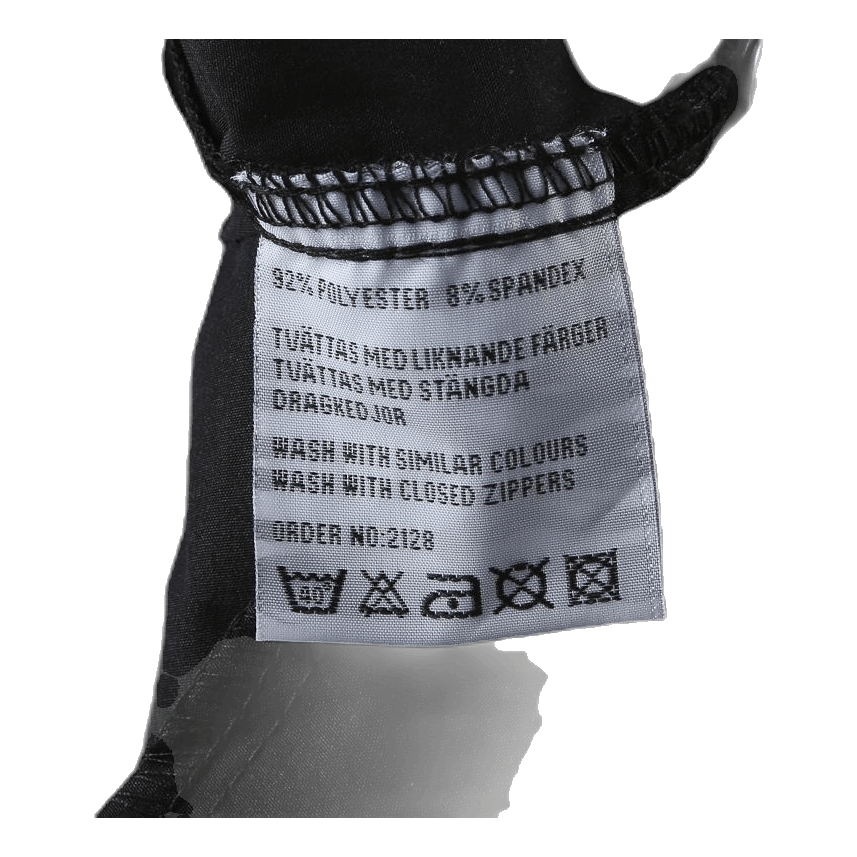 92% POLYESTER 8% SPANDEX
TVÄTTAS MED LIKNANDE FÄRGER
TVÄTTAS MED STÄNGDA
DRAGKEDJOR
WASH WITH SIMILAR COLOURS
WASH WITH CLOSED ZIPPERS
ORDER NO:2128
40°